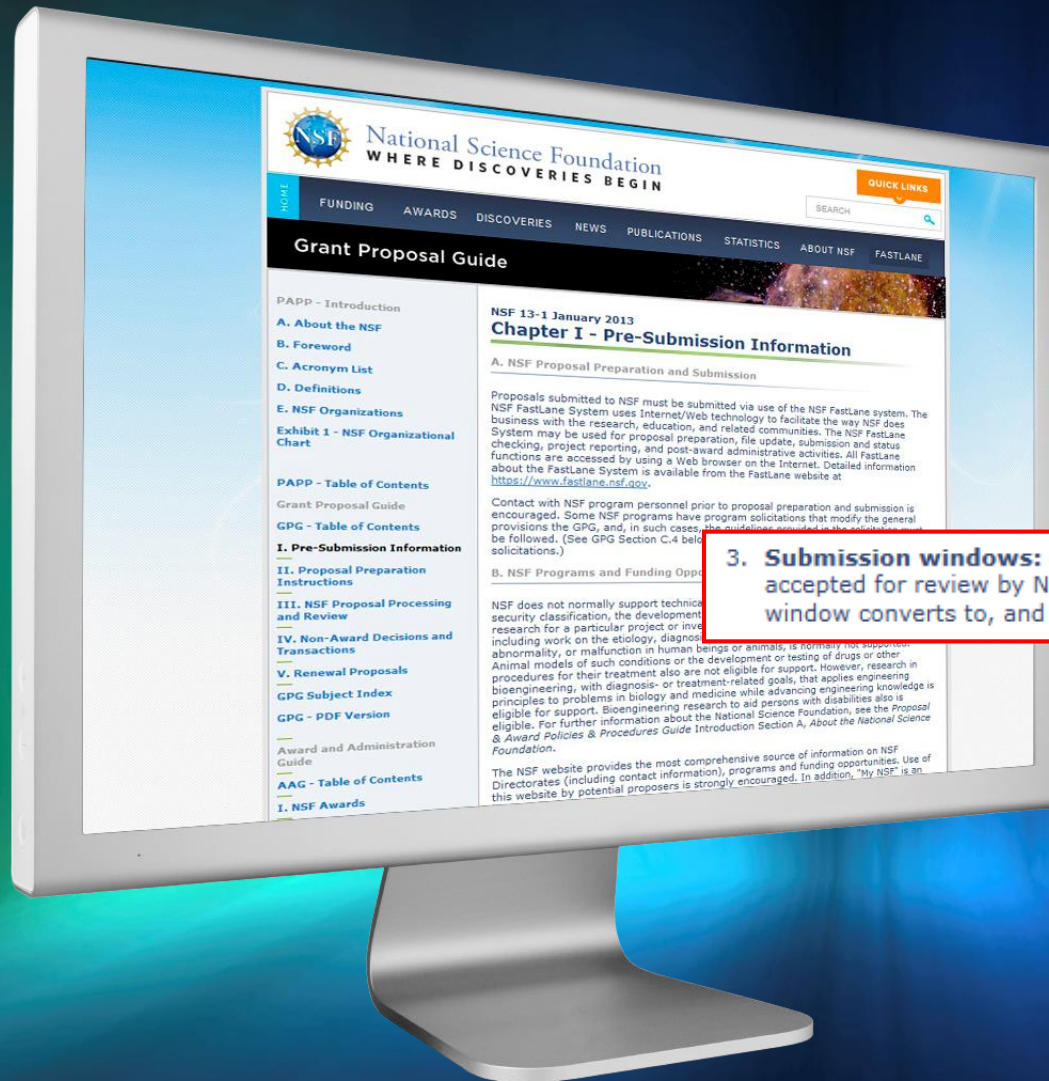 NSF
National Science Foundation
WHERE DISCOVERIES BEGIN
QUICK LINKS
SEARCH
HOME
FUNDING AWARDS DISCOVERIES NEWS PUBLICATIONS STATISTICS ABOUT NSF FASTLANE
Grant Proposal Guide
PAPP - Introduction
A. About the NSF
B. Foreword
C. Acronym List
D. Definitions
E. NSF Organizations
Exhibit 1 - NSF Organizational
Chart
PAPP - Table of Contents
Grant Proposal Guide
GPG - Table of Contents
I. Pre-Submission Information
II. Proposal Preparation
Instructions
III. NSF Proposal Processing
and Review
IV. Non-Award Decisions and
Transactions
V. Renewal Proposals
GPG Subject Index
GPG - PDF Version
Award and Administration
Guide
AAG - Table of Contents
I. NSF Awards
NSF 13-1 January 2013
Chapter I - Pre-Submission Information
A. NSF Proposal Preparation and Submission
Proposals submitted to NSF must be submitted via use of the NSF FastLane system. The
NSF FastLane System uses Internet/Web technology to facilitate the way NSF does
business with the research, education, and related communities. The NSF FastLane
System may be used for proposal preparation, file update, submission and status
checking, project reporting, and post-award administrative activities. All FastLane
functions are accessed by using a Web browser on the Internet. Detailed information
about the FastLane System is available from the FastLane website at
https://www.fastlane.nsf.gov.
Contact with NSF program personnel prior to proposal preparation and submission is
encouraged. Some NSF programs have program solicitations that modify the general
provisions the GPG, and, in such cases, the guidelines provided in the solicitation must
be followed. (See GPG Section C.4 belo
solicitations.)
B. NSF Programs and Funding Oppo
NSF does not normally support technica
security classification, the development
research for a particular project or inve
including work on the etiology, diagnosi
abnormality, or malfunction in human beings or animals, is normally not supported.
Animal models of such conditions or the development or testing of drugs or other
procedures for their treatment also are not eligible for support. However, research in
bioengineering, with diagnosis- or treatment-related goals, that applies engineering
principles to problems in biology and medicine while advancing engineering knowledge is
eligible for support. Bioengineering research to aid persons with disabilities also is
eligible. For further information about the National Science Foundation, see the Proposal
& Award Policies & Procedures Guide Introduction Section A, About the National Science
Foundation.
The NSF website provides the most comprehensive source of information on NSF
Directorates (including contact information), programs and funding opportunities. Use of
this website by potential proposers is strongly encouraged. In addition, "My NSF" is an
3. Submission windows:
accepted for review by N
window converts to, and